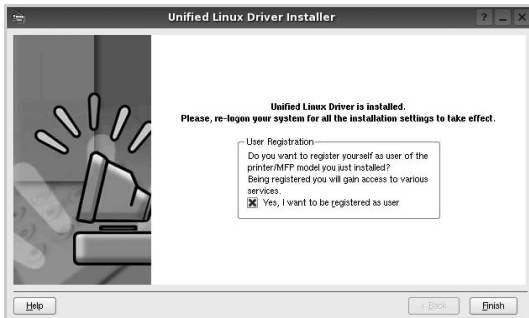 Unified Linux Driver Installer
Unified Linux Driver is installed.
Please, re-logon your system for all the installation settings to take effect.
User Registration
Do you want to register yourself as user of the
printer/MFP model you just installed?
Being registered you will gain access to various
services.
Yes, I want to be registered as user
Help
< Back
Finish